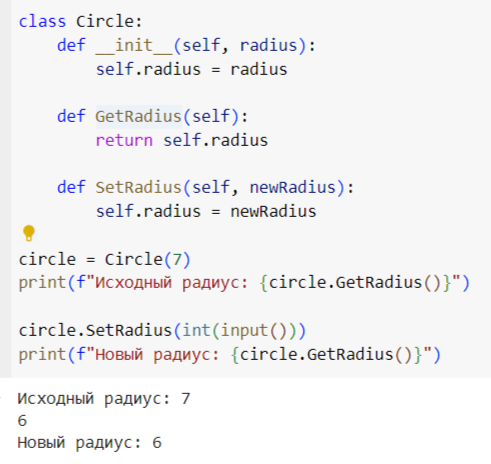 class Circle:
    def __init__(self, radius):
        self.radius = radius

    def GetRadius(self):
        return self.radius

    def SetRadius(self, newRadius):
        self.radius = newRadius

circle = Circle(7)
print(f"Исходный радиус: {circle.GetRadius()}")

circle.SetRadius(int(input()))
print(f"Новый радиус: {circle.GetRadius()}")
Исходный радиус: 7
6
Новый радиус: 6